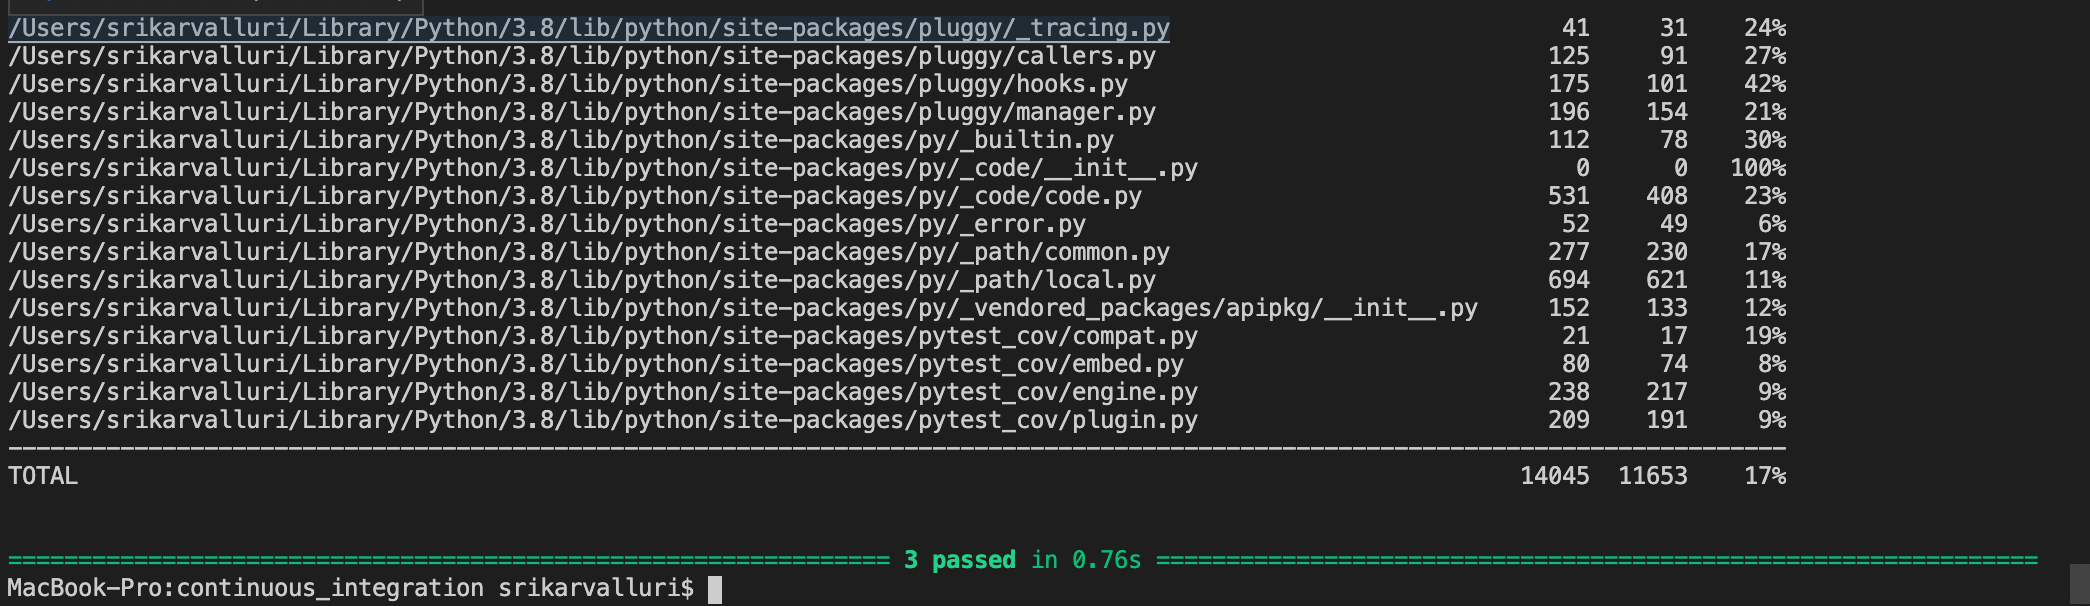 /Users/srikarvalluri/Library/Python/3.8/lib/python/site-packages/pluggy/_tracing.py 41 31 24%
/Users/srikarvalluri/Library/Python/3.8/lib/python/site-packages/pluggy/callers.py 125 91 27%
/Users/srikarvalluri/Library/Python/3.8/lib/python/site-packages/pluggy/hooks.py 175 101 42%
/Users/srikarvalluri/Library/Python/3.8/lib/python/site-packages/pluggy/manager.py 196 154 21%
/Users/srikarvalluri/Library/Python/3.8/lib/python/site-packages/py/_builtin.py 112 78 30%
/Users/srikarvalluri/Library/Python/3.8/lib/python/site-packages/py/_code/__init__.py 0 0 100%
/Users/srikarvalluri/Library/Python/3.8/lib/python/site-packages/py/_code/code.py 531 408 23%
/Users/srikarvalluri/Library/Python/3.8/lib/python/site-packages/py/_error.py 52 49 6%
/Users/srikarvalluri/Library/Python/3.8/lib/python/site-packages/py/_path/common.py 277 230 17%
/Users/srikarvalluri/Library/Python/3.8/lib/python/site-packages/py/_path/local.py 694 621 11%
/Users/srikarvalluri/Library/Python/3.8/lib/python/site-packages/py/_vendored_packages/apipkg/__init__.py 152 133 12%
/Users/srikarvalluri/Library/Python/3.8/lib/python/site-packages/pytest_cov/compat.py 21 17 19%
/Users/srikarvalluri/Library/Python/3.8/lib/python/site-packages/pytest_cov/embed.py 80 74 8%
/Users/srikarvalluri/Library/Python/3.8/lib/python/site-packages/pytest_cov/engine.py 238 217 9%
/Users/srikarvalluri/Library/Python/3.8/lib/python/site-packages/pytest_cov/plugin.py 209 191 9%
TOTAL 14045 11653 17%
3 passed in 0.76s
MacBook-Pro:continuous_integration srikarvalluri$